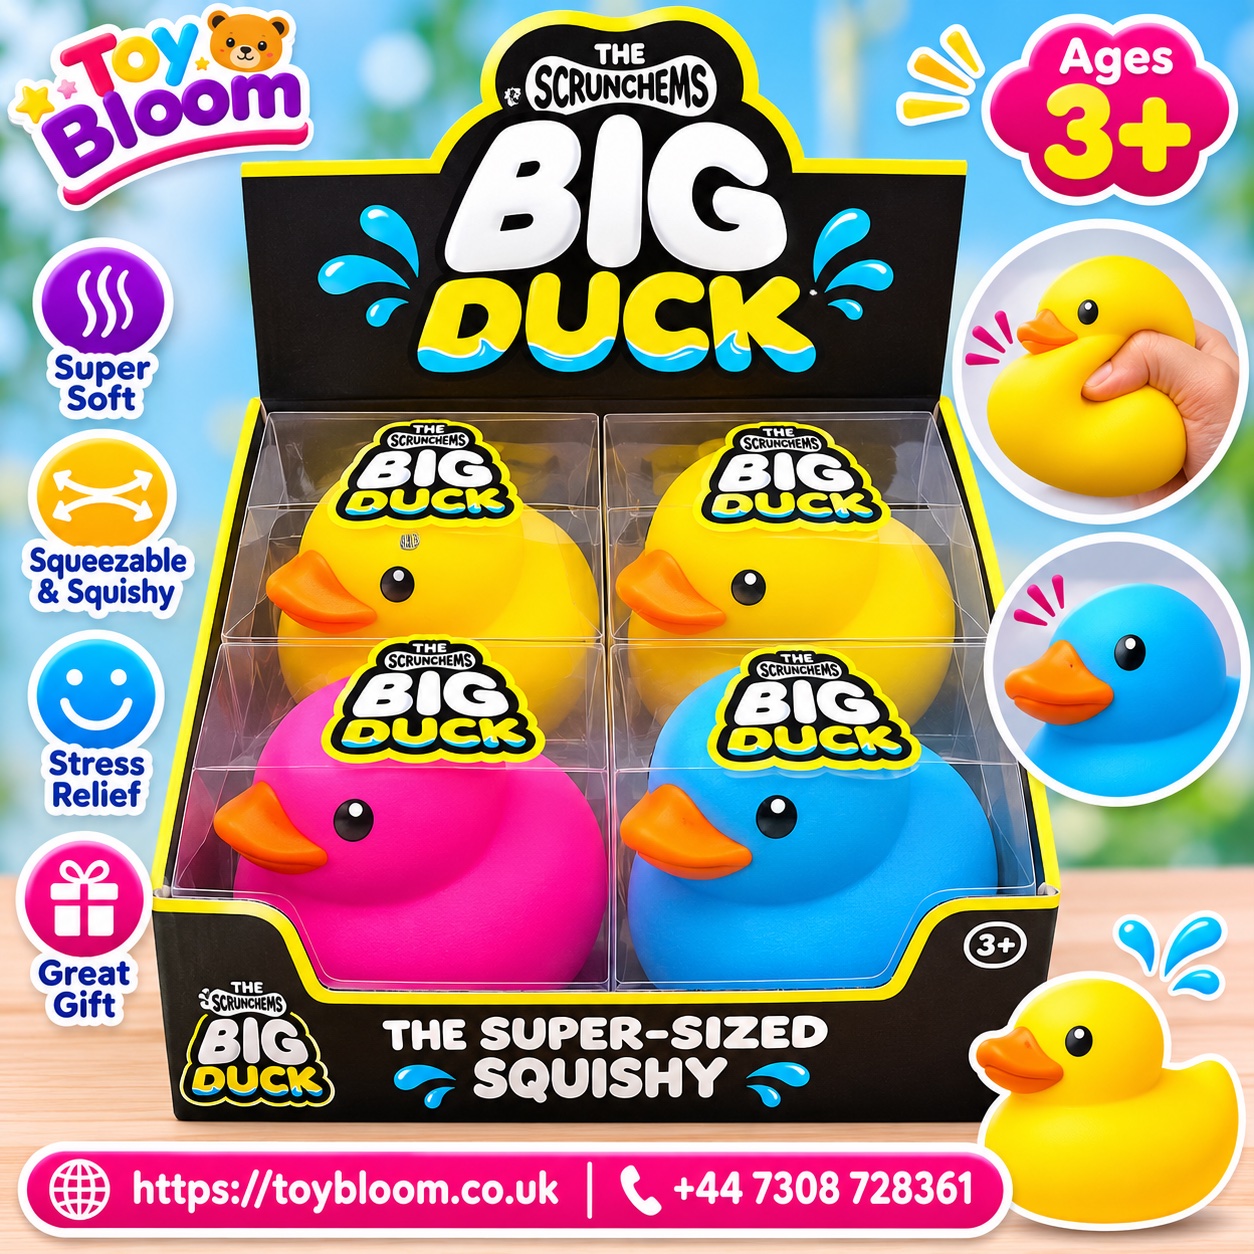 Toy
Bloom
Ages
3+
THE
SCRUNCHEMS
BIG
DUCK
Super
Soft
Squeezable
& Squishy
Stress
Relief
Great
Gift
THE
SCRUNCHEMS
BIG
DUCK
THE
SCRUNCHEMS
BIG
DUCK
THE
SCRUNCHEMS
BIG
DUCK
THE
SCRUNCHEMS
BIG
DUCK
3+
THE
SCRUNCHEMS
BIG
DUCK
THE SUPER-SIZED
SQUISHY
https://toybloom.co.uk
+44 7308 728361